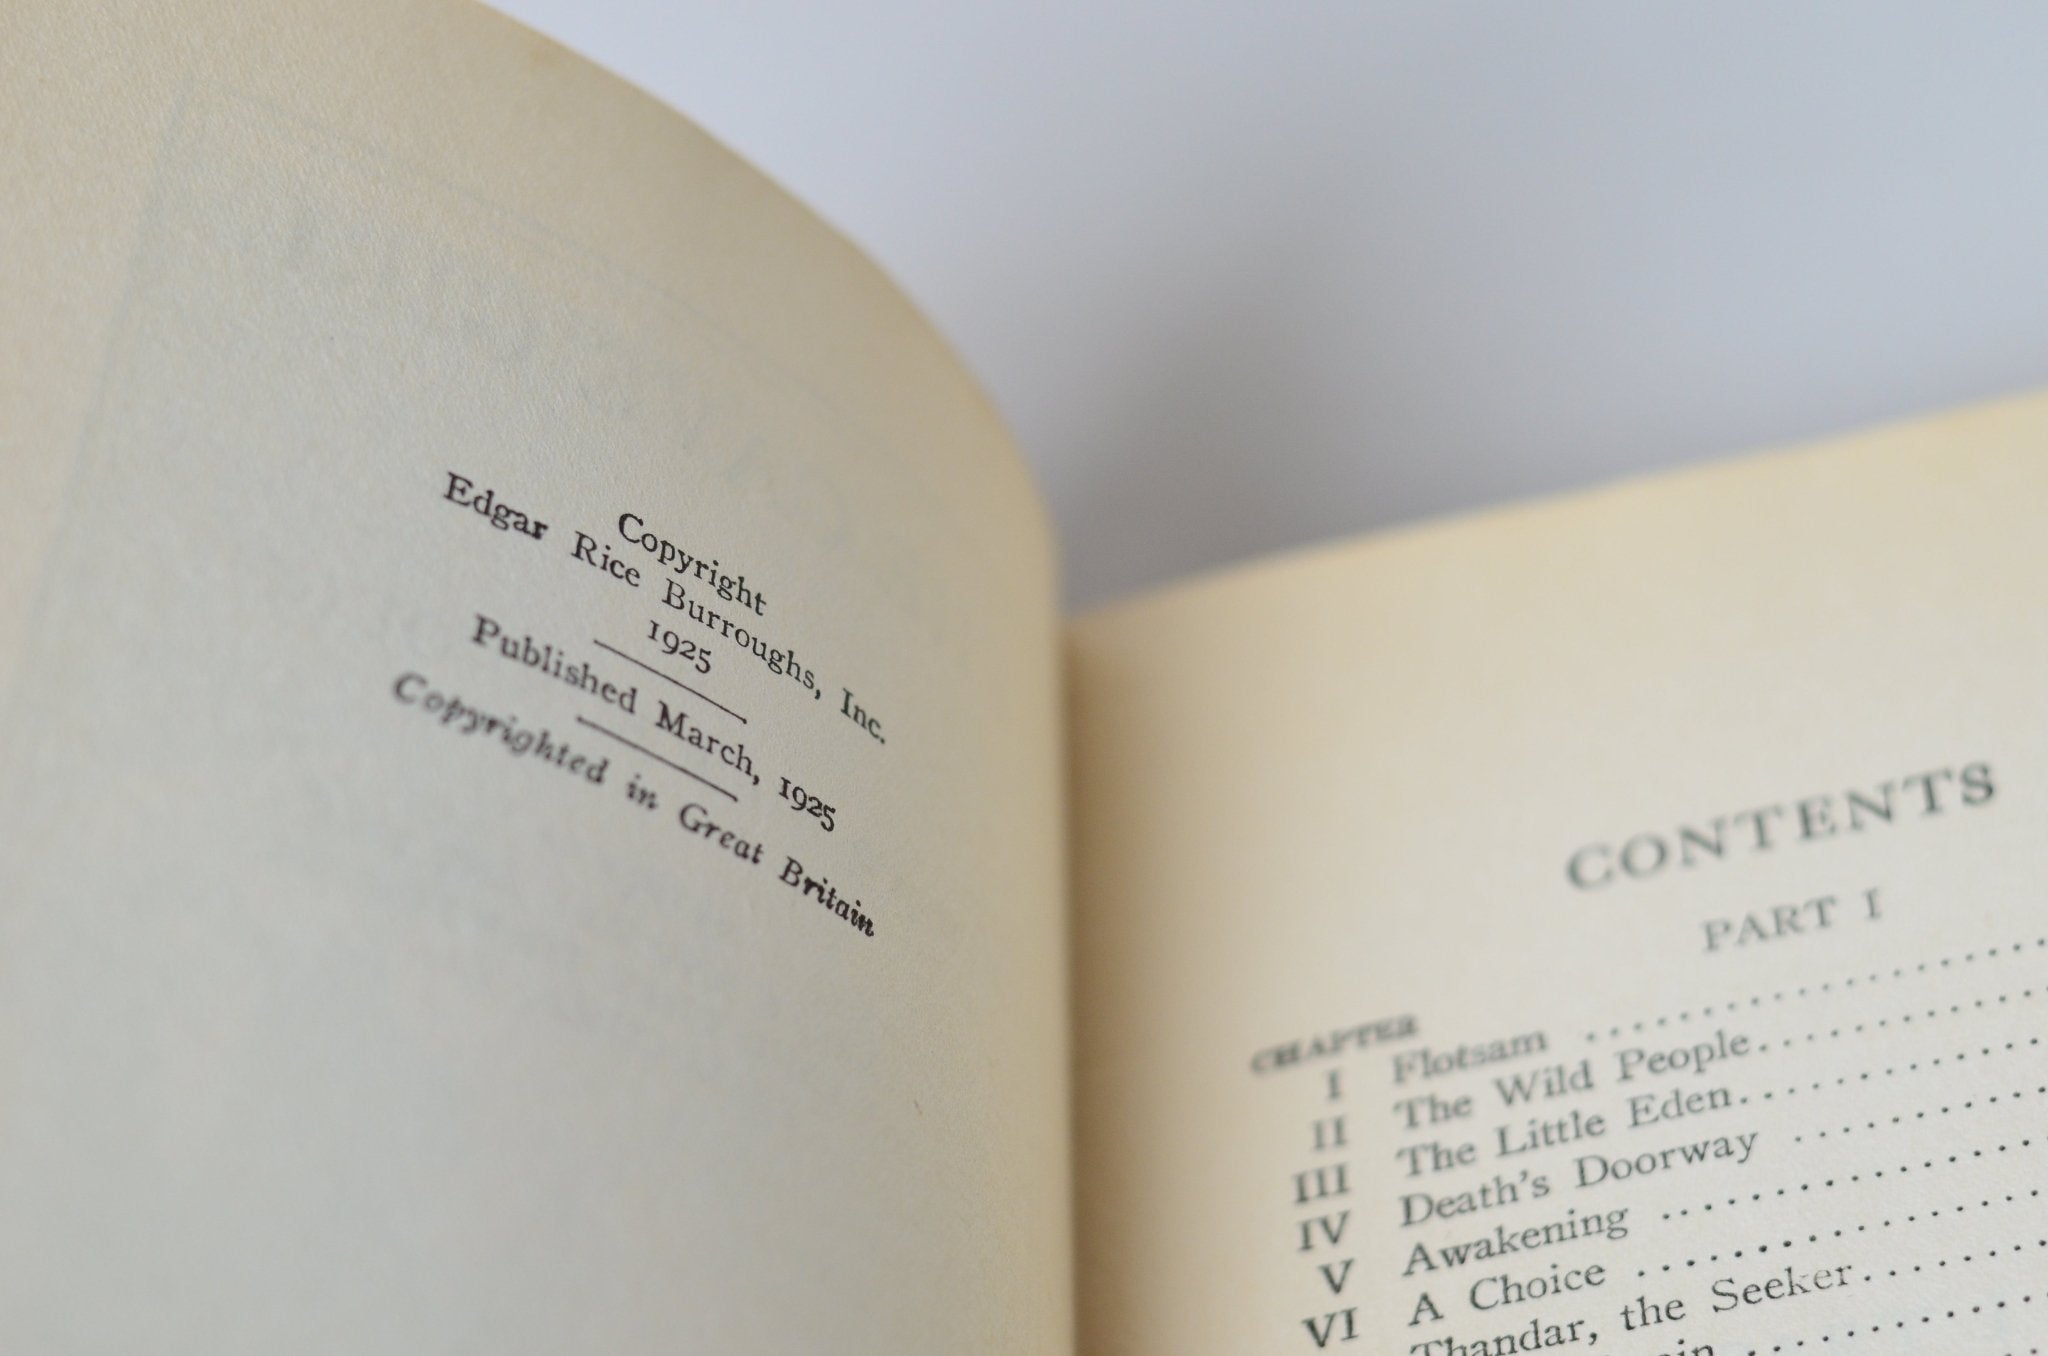 Copyright
Edgar Rice Burroughs, Inc.
1925
Published March, 1925
Copyrighted in Great Britain
CONTENTS
PART I
CHAPTER
I Flotsam ..............
II The Wild People..........
III The Little Eden...........
IV Death's Doorway .........
V Awakening .............
VI A Choice ..............
Thandar, the Seeker.......